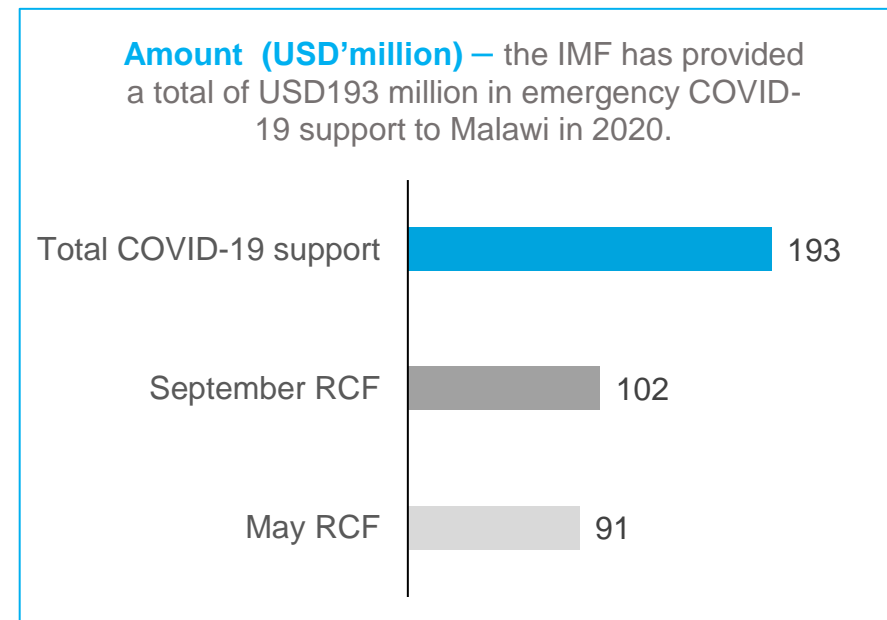 Amount (USD'million) – the IMF has provided
a total of USD193 million in emergency COVID-
19 support to Malawi in 2020.
Total COVID-19 support
193
September RCF
102
May RCF
91